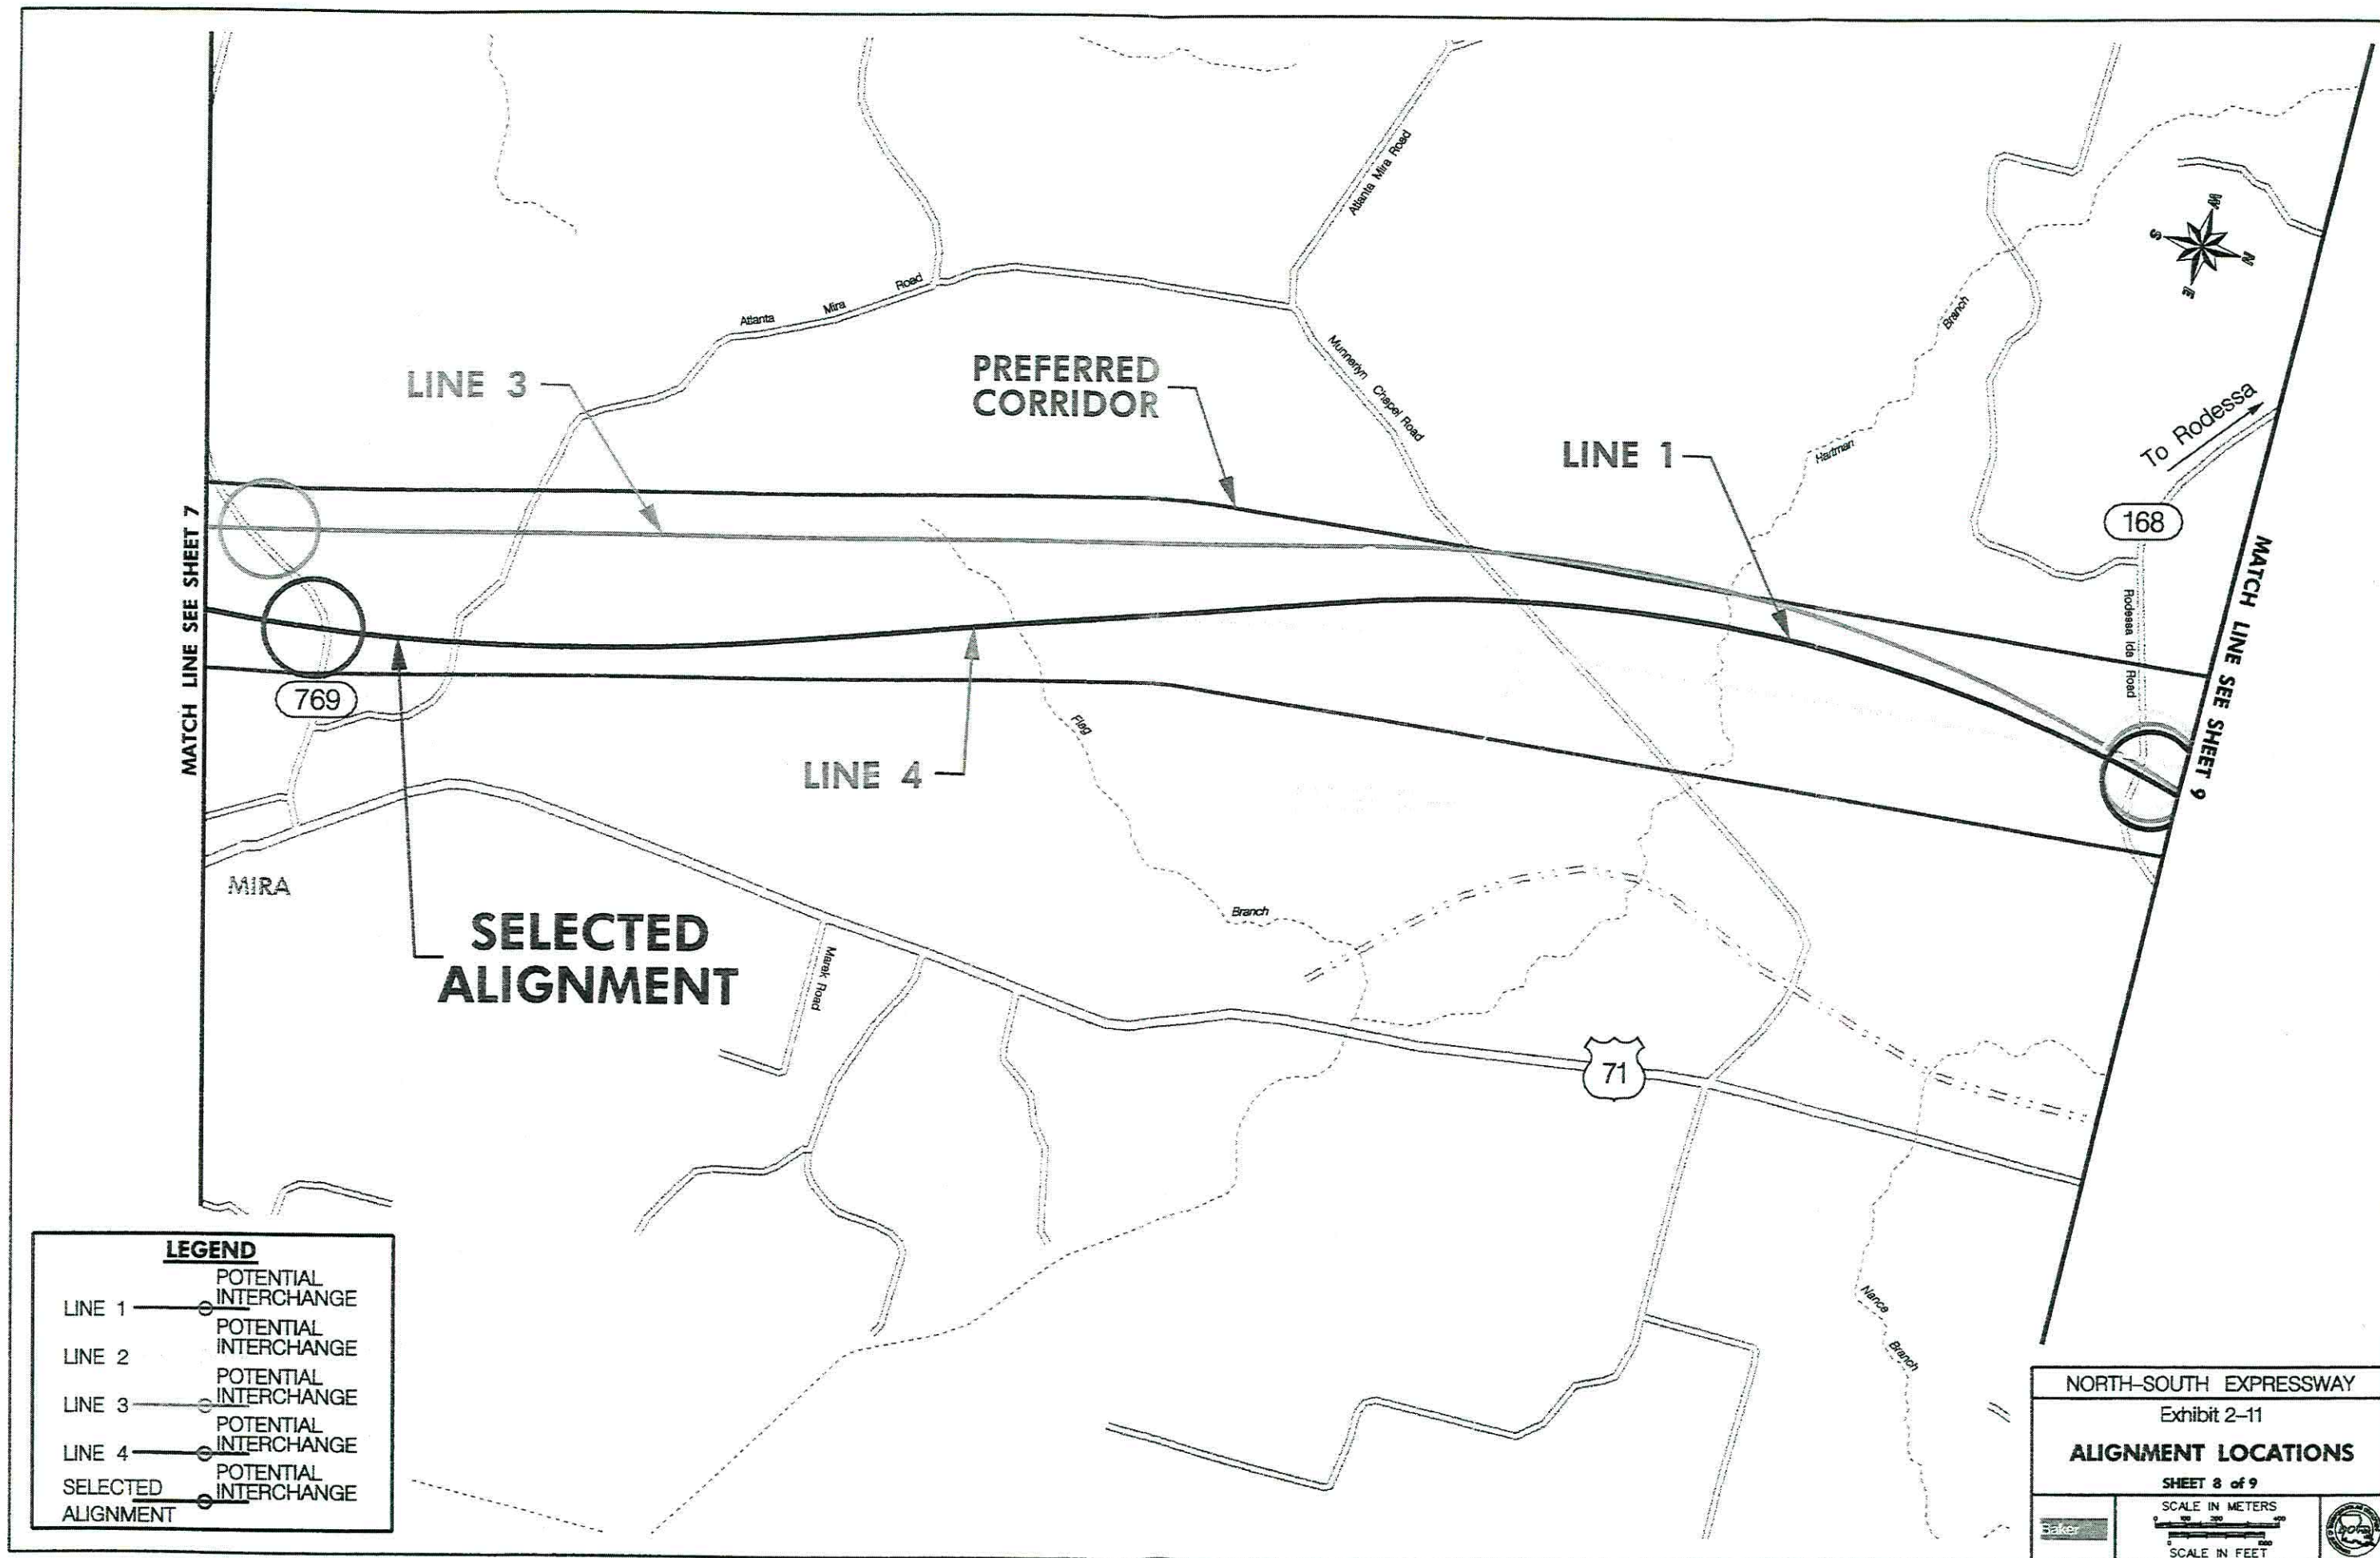 Atlanta Mira Road
Atlanta Mira Road
Munnerlyn Chapel Road
LINE 3
PREFERRED
CORRIDOR
LINE 1
Branch
Hartman
To Rodessa
168
Rodessa Ida Road
W
S
N
E
MATCH LINE SEE SHEET 7
MATCH LINE SEE SHEET 9
769
Flag
LINE 4
MIRA
SELECTED
ALIGNMENT
Branch
Marek Road
71
Nance
Branch
LEGEND
LINE 1
POTENTIAL
INTERCHANGE
LINE 2
POTENTIAL
INTERCHANGE
LINE 3
POTENTIAL
INTERCHANGE
LINE 4
POTENTIAL
INTERCHANGE
SELECTED
ALIGNMENT
POTENTIAL
INTERCHANGE
NORTH-SOUTH EXPRESSWAY
Exhibit 2-11
ALIGNMENT LOCATIONS
SHEET 8 of 9
Baker
SCALE IN METERS
SCALE IN FEET